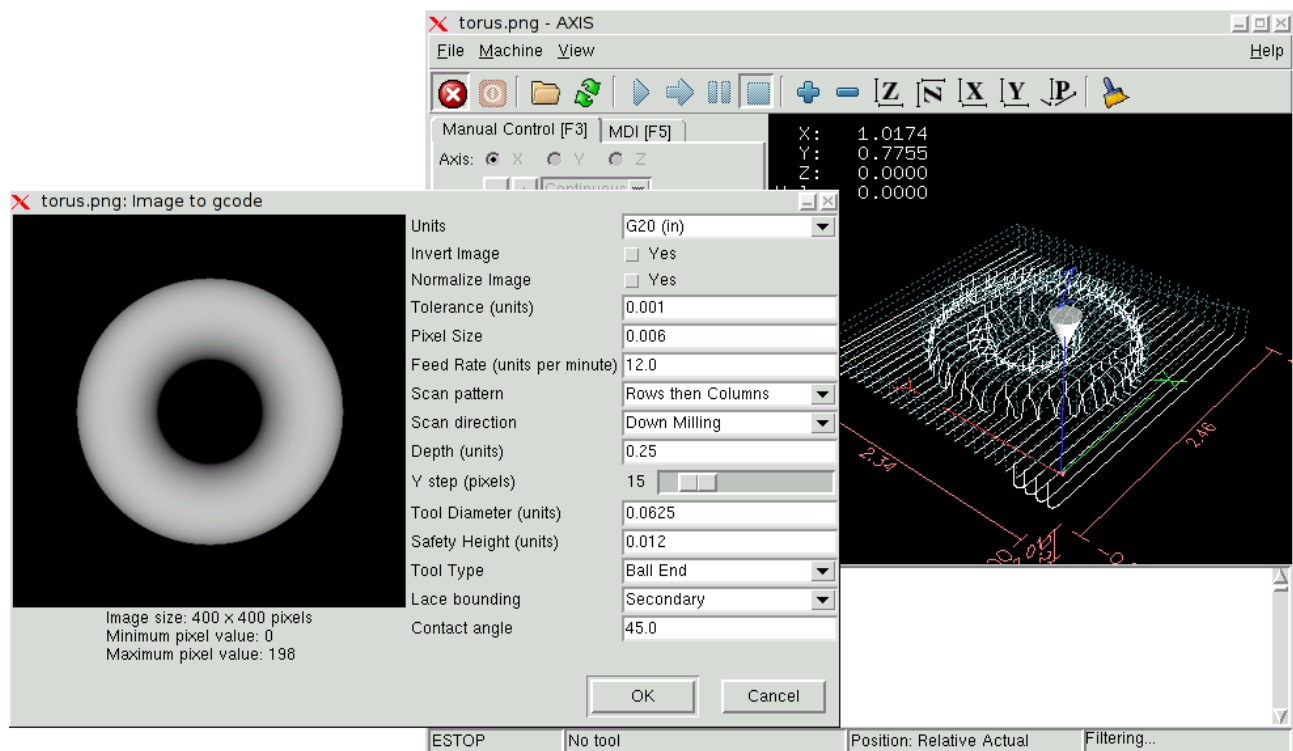 torus.png - AXIS
File Machine View Help
Z N X Y P
Manual Control [F3] MDI [F5]
Axis: X Y Z
Continuous
X: 1.0174
Y: 0.7755
Z: 0.0000
0.0000
2.34
2.46
torus.png: Image to gcode
Units G20 (in)
Invert Image Yes
Normalize Image Yes
Tolerance (units) 0.001
Pixel Size 0.006
Feed Rate (units per minute) 12.0
Scan pattern Rows then Columns
Scan direction Down Milling
Depth (units) 0.25
Y step (pixels) 15
Tool Diameter (units) 0.0625
Safety Height (units) 0.012
Tool Type Ball End
Lace bounding Secondary
Contact angle 45.0
Image size: 400 x 400 pixels
Minimum pixel value: 0
Maximum pixel value: 198
OK Cancel
ESTOP No tool Position: Relative Actual Filtering...